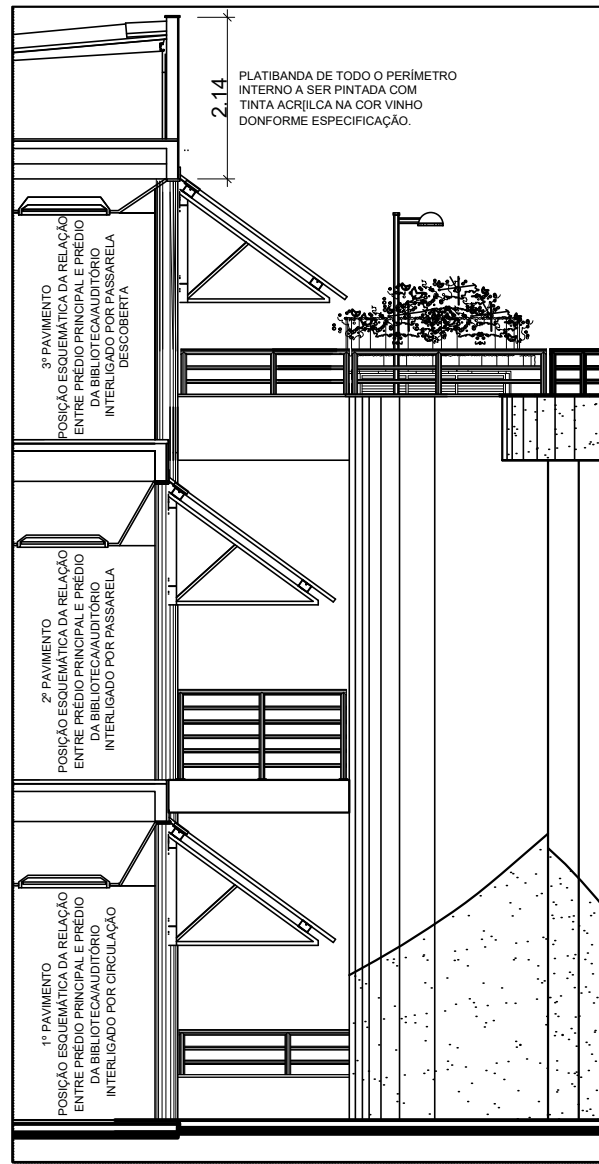 2.14
PLATIBANDA DE TODO O PERÍMETRO
INTERNO A SER PINTADA COM
TINTA ACR[ILCA NA COR VINHO
DONFORME ESPECIFICAÇÃO.
3º PAVIMENTO
POSIÇÃO ESQUEMÁTICA DA RELAÇÃO
ENTRE PRÉDIO PRINCIPAL E PRÉDIO
DA BIBLIOTECA/AUDITÓRIO
INTERLIGADO POR PASSARELA
DESCOBERTA
2º PAVIMENTO
POSIÇÃO ESQUEMÁTICA DA RELAÇÃO
ENTRE PRÉDIO PRINCIPAL E PRÉDIO
DA BIBLIOTECA/AUDITÓRIO
INTERLIGADO POR PASSARELA
1º PAVIMENTO
POSIÇÃO ESQUEMÁTICA DA RELAÇÃO
ENTRE PRÉDIO PRINCIPAL E PRÉDIO
DA BIBLIOTECA/AUDITÓRIO
INTERLIGADO POR CIRCULAÇÃO